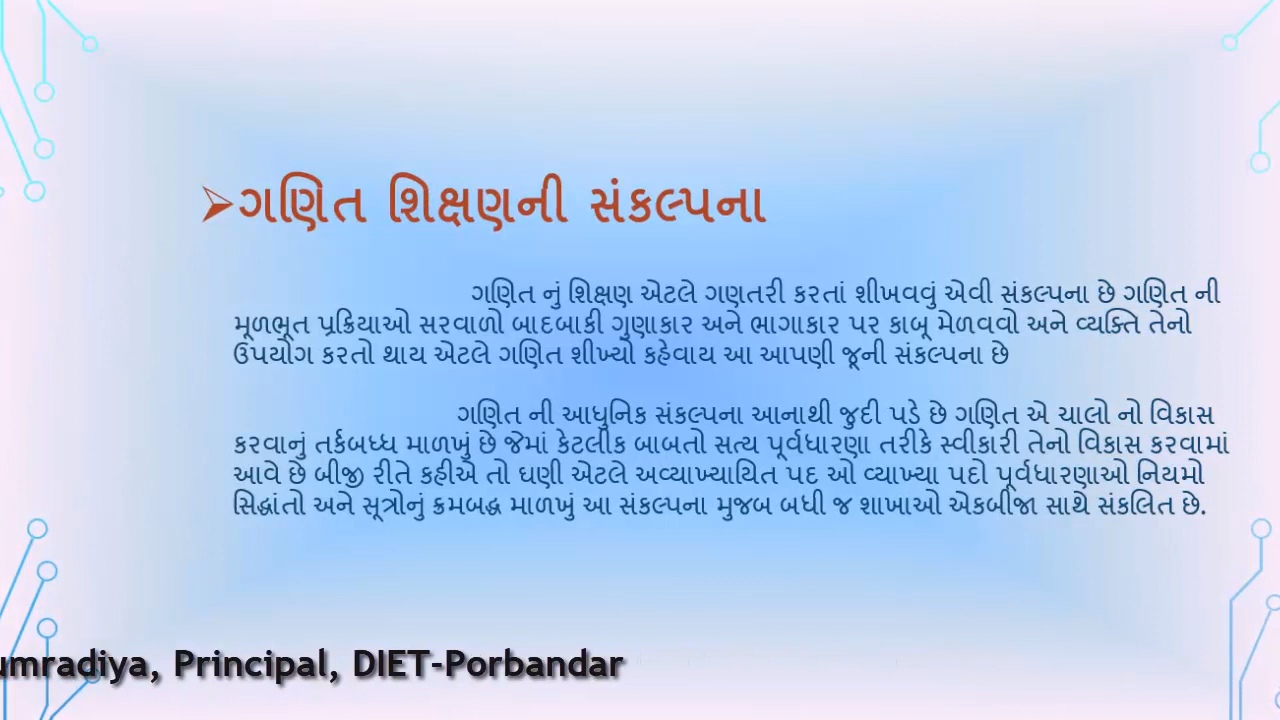 ગણિત શિક્ષણની સંકલ્પના
ગણિત નું શિક્ષણ એટલે ગણતરી કરતાં શીખવવું એવી સંકલ્પના છે ગણિત ની
મૂળભૂત પ્રક્રિયાઓ સરવાળો બાદબાકી ગુણાકાર અને ભાગાકાર પર કાબૂ મેળવવો અને વ્યક્તિ તેનો
ઉપયોગ કરતો થાય એટલે ગણિત શીખ્યો કહેવાય આ આપણી જૂની સંકલ્પના છે
ગણિત ની આધુનિક સંકલ્પના આનાથી જુદી પડે છે ગણિત એ ચાલો નો વિકાસ
કરવાનું તર્કબધ્ધ માળખું છે જેમાં કેટલીક બાબતો સત્ય પૂર્વધારણા તરીકે સ્વીકારી તેનો વિકાસ કરવામાં
આવે છે બીજી રીતે કહીએ તો ઘણી એટલે અવ્યાખ્યાયિત પદ ઓ વ્યાખ્યા પદો પૂર્વધારણાઓ નિયમો
સિદ્ધાંતો અને સૂત્રોનું ક્રમબદ્ધ માળખું આ સંકલ્પના મુજબ બધી જ શાખાઓ એકબીજા સાથે સંકલિત છે.
umradiya, Principal, DIET-Porbandar